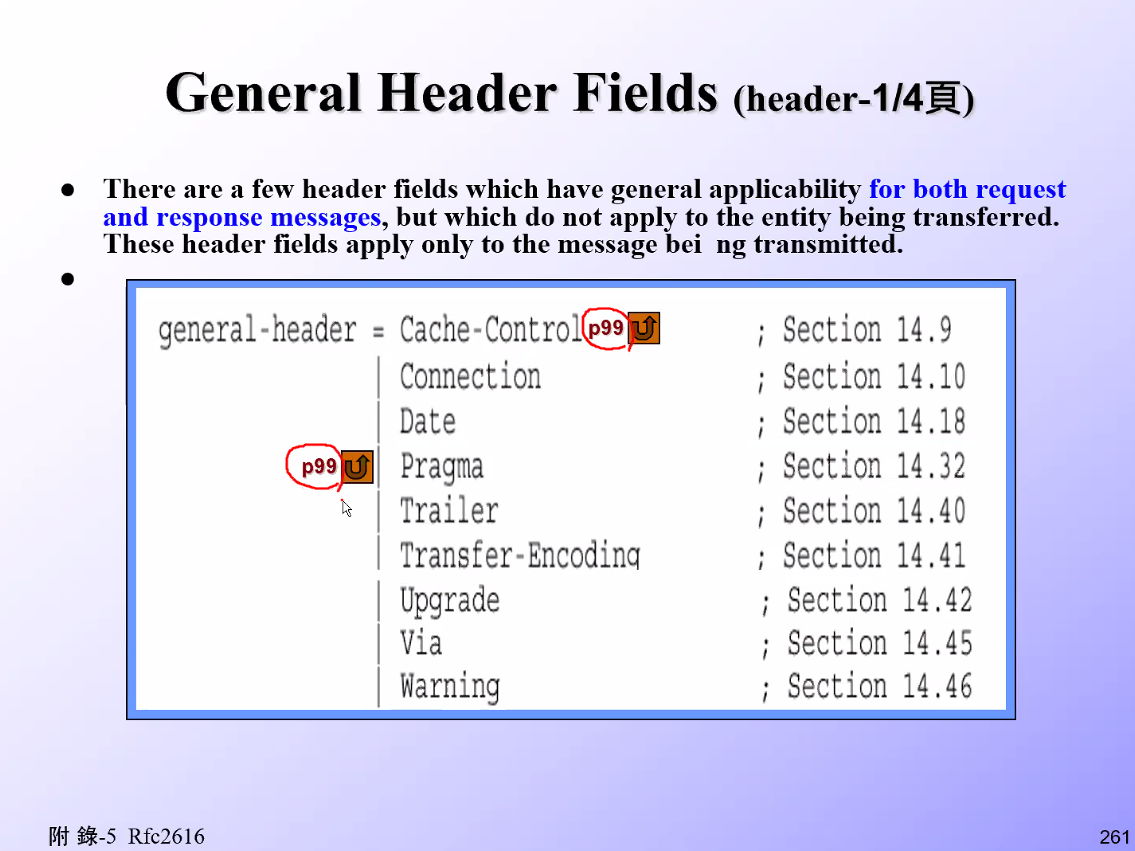 General Header Fields (header-1/4頁)
● There are a few header fields which have general applicability for both request
and response messages, but which do not apply to the entity being transferred.
These header fields apply only to the message bei ng transmitted.
●
general-header = Cache-Control p99 ; Section 14.9
| Connection ; Section 14.10
| Date ; Section 14.18
p99 | Pragma ; Section 14.32
| Trailer ; Section 14.40
| Transfer-Encoding ; Section 14.41
| Upgrade ; Section 14.42
| Via ; Section 14.45
| Warning ; Section 14.46
附 錄-5 Rfc2616
261